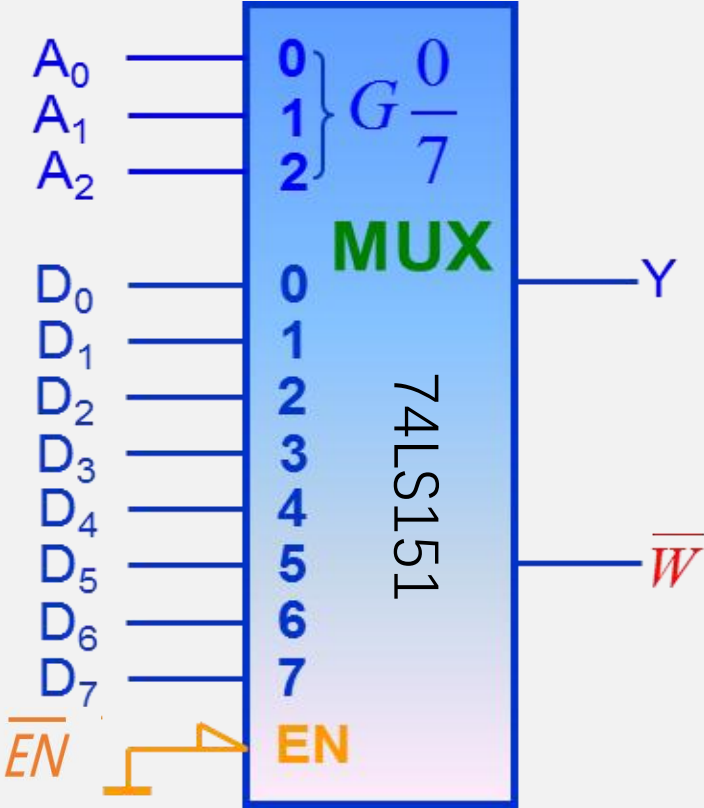 A₀ 0
A₁ 1
A₂ 2
} G 0/7
MUX
D₀ 0
D₁ 1
D₂ 2
D₃ 3
D₄ 4
D₅ 5
D₆ 6
D₇ 7
E̅N̅ EN
74LS151
Y
W̅